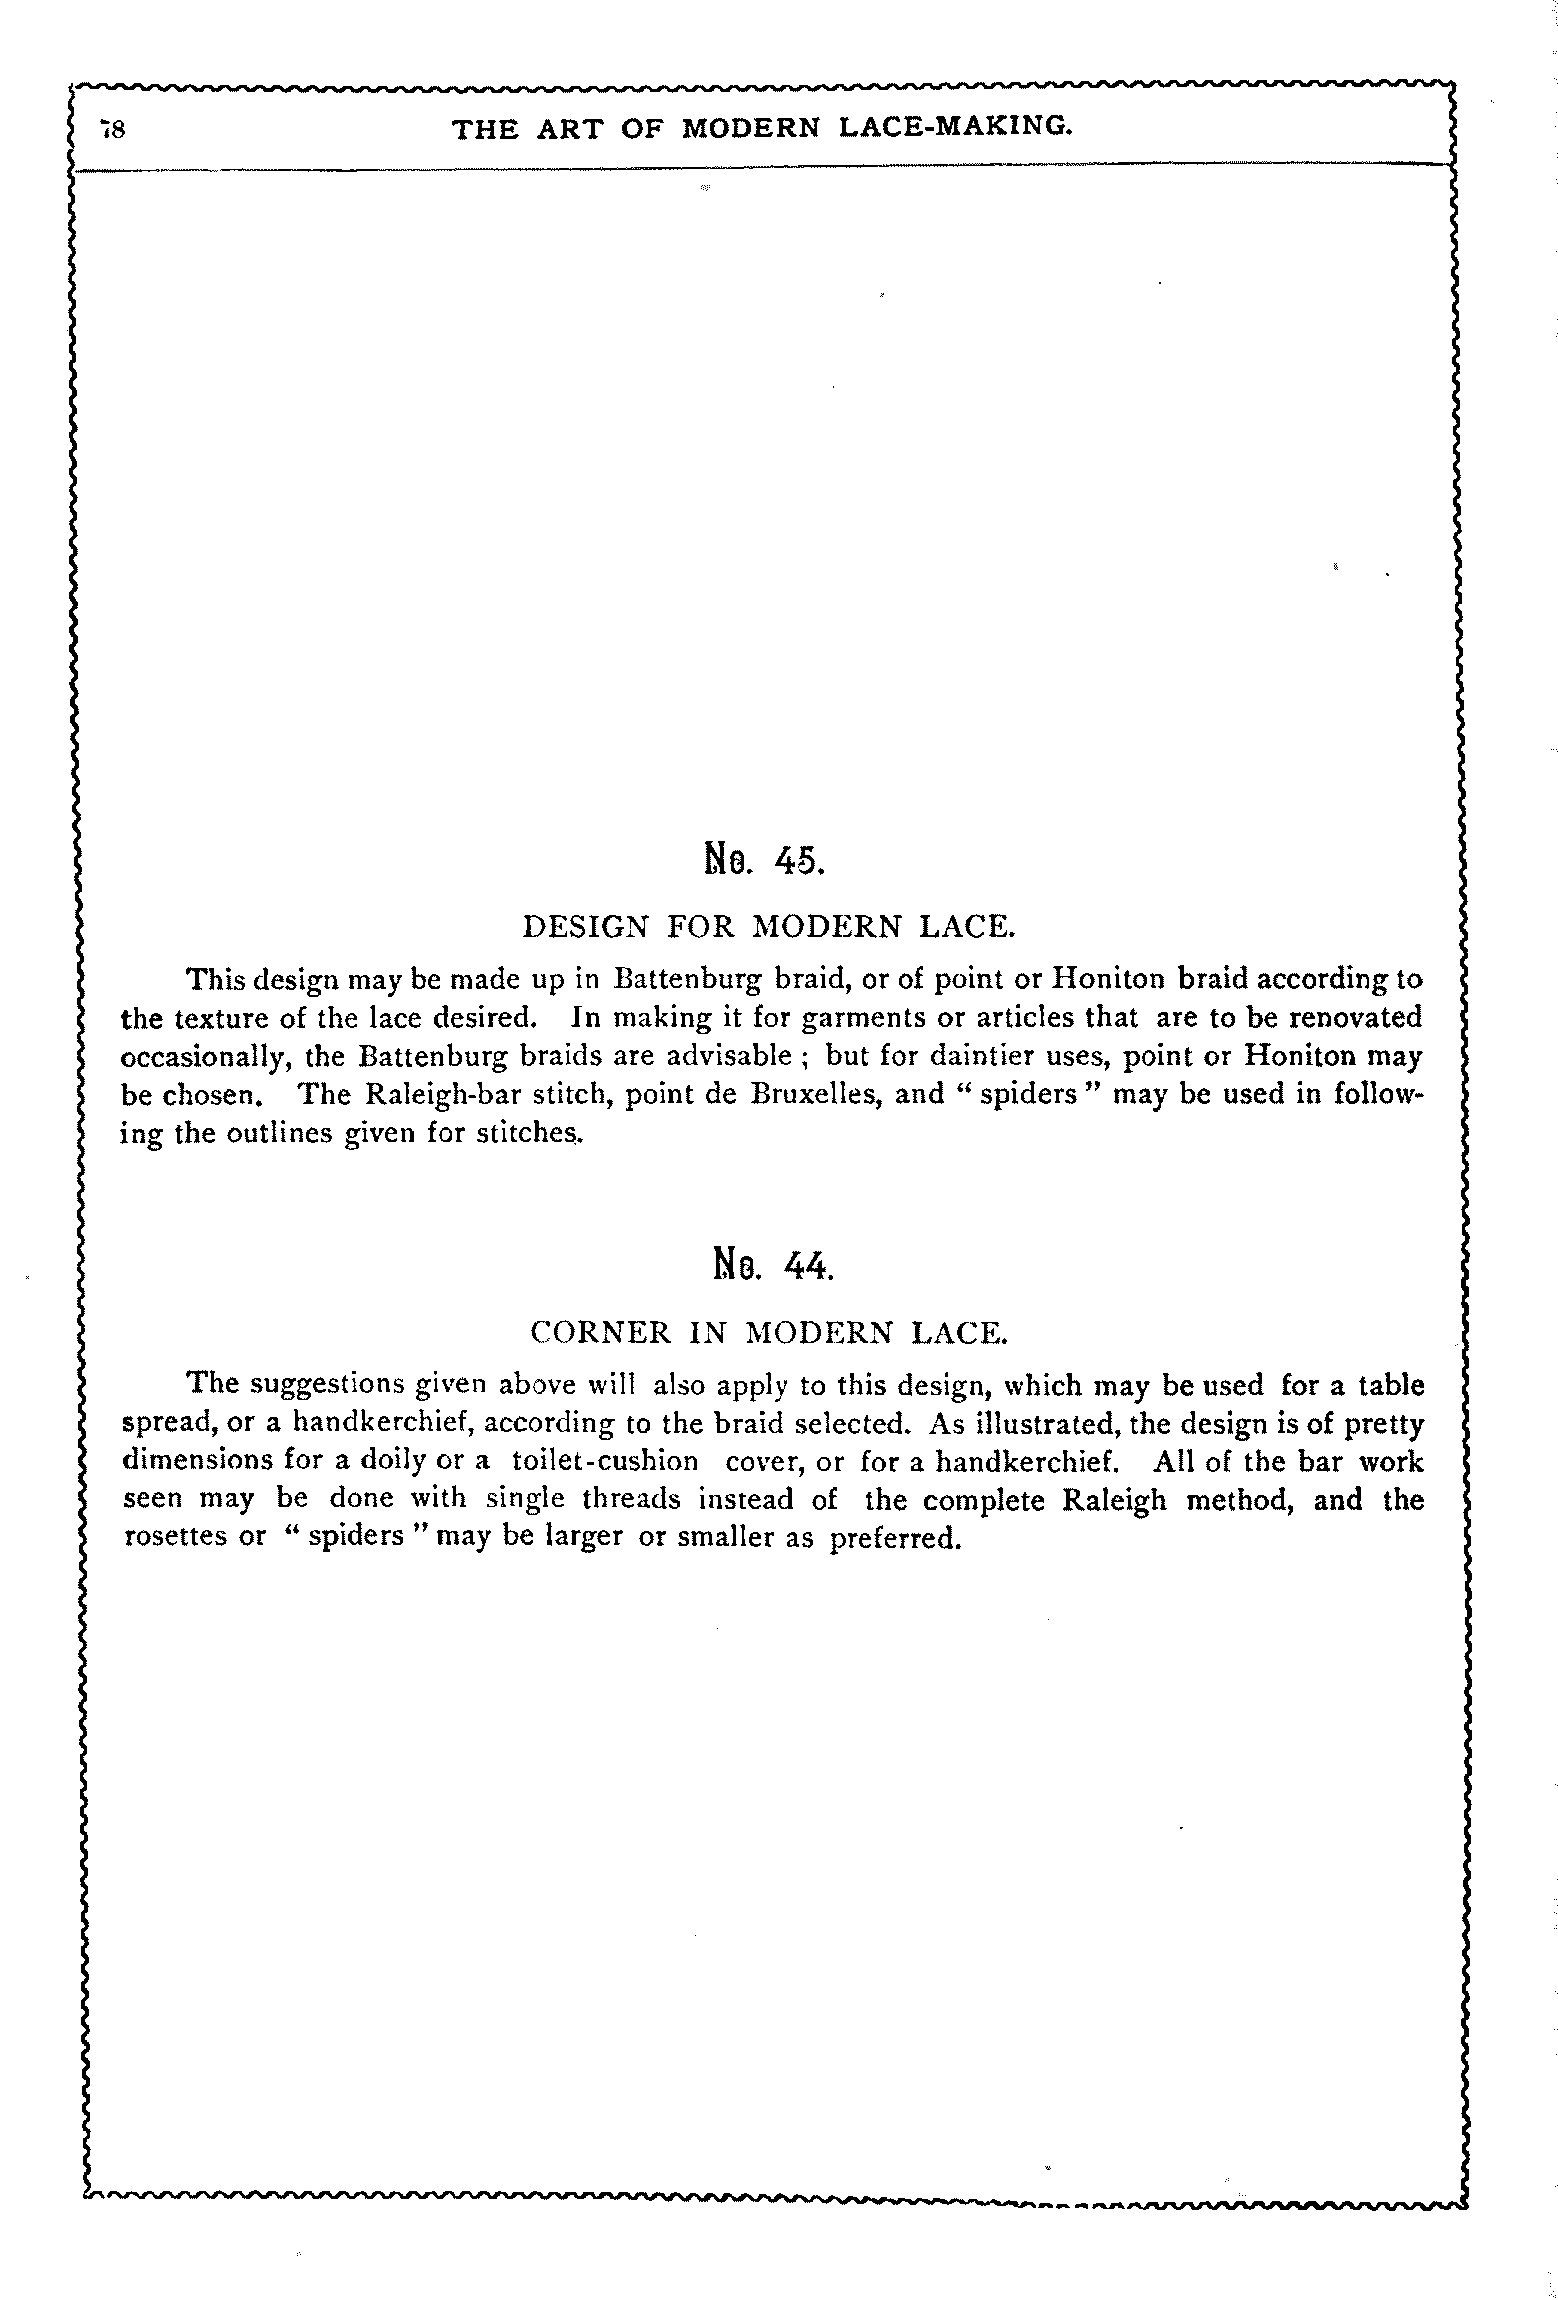 78
THE ART OF MODERN LACE-MAKING.
No. 45.
DESIGN FOR MODERN LACE.
This design may be made up in Battenburg braid, or of point or Honiton braid according to
the texture of the lace desired. In making it for garments or articles that are to be renovated
occasionally, the Battenburg braids are advisable ; but for daintier uses, point or Honiton may
be chosen. The Raleigh-bar stitch, point de Bruxelles, and “ spiders ” may be used in follow-
ing the outlines given for stitches.
No. 44.
CORNER IN MODERN LACE.
The suggestions given above will also apply to this design, which may be used for a table
spread, or a handkerchief, according to the braid selected. As illustrated, the design is of pretty
dimensions for a doily or a toilet-cushion cover, or for a handkerchief. All of the bar work
seen may be done with single threads instead of the complete Raleigh method, and the
rosettes or “ spiders ” may be larger or smaller as preferred.